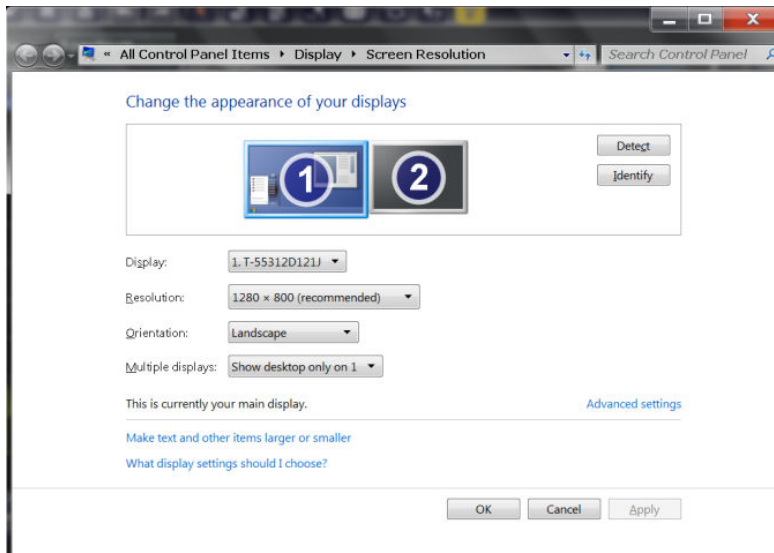 « All Control Panel Items ▸ Display ▸ Screen Resolution Search Control Panel
Change the appearance of your displays
1 2
Detect
Identify
Display: 1. T-55312D121J
Resolution: 1280 × 800 (recommended)
Orientation: Landscape
Multiple displays: Show desktop only on 1
This is currently your main display. Advanced settings
Make text and other items larger or smaller
What display settings should I choose?
OK Cancel Apply